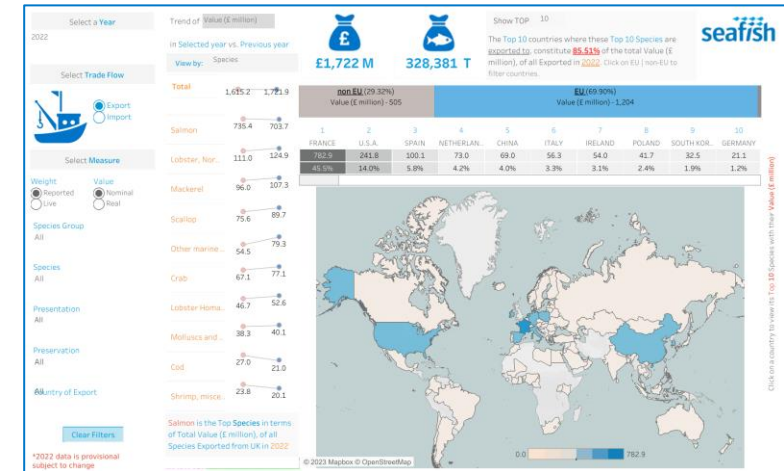 Select a Year
2022
Select Trade Flow
Export
Import
Select Measure
Weight
Reported
Live
Value
Nominal
Real
Species Group
All
Species
All
Presentation
All
Preservation
All
Country of Export
All
Clear Filters
*2022 data is provisional
subject to change
Trend of Value (£ million)
in Selected year vs. Previous year
View by: Species
Total 1,615.2 1,721.9
Salmon 735.4 703.7
Lobster, Nor.. 111.0 124.9
Mackerel 96.0 107.3
Scallop 75.6 89.7
Other marine .. 54.5 79.3
Crab 67.1 77.1
Lobster Homa.. 46.7 52.6
Molluscs and .. 38.3 40.1
Cod 27.0 21.0
Shrimp, misce.. 23.8 20.1
Salmon is the Top Species in terms
of Total Value (£ million), of all
Species Exported from UK in 2022
£
£1,722 M
328,381 T
Show TOP 10
The Top 10 countries where these Top 10 Species are
exported to, constitute 85.51% of the total Value (£
million), of all Exported in 2022. Click on EU | non-EU to
filter countries.
seafish
non EU (29.32%)
Value (£ million) - 505
EU (69.90%)
Value (£ million) - 1,204
1 2 3 4 5 6 7 8 9 10
FRANCE U.S.A. SPAIN NETHERLAN.. CHINA ITALY IRELAND POLAND SOUTH KOR.. GERMANY
782.9 241.8 100.1 73.0 69.0 56.3 54.0 41.7 32.5 21.1
45.5% 14.0% 5.8% 4.2% 4.0% 3.3% 3.1% 2.4% 1.9% 1.2%
0.0 782.9
© 2023 Mapbox © OpenStreetMap
Click on a country to view its Top 10 Species with their Value (£ million)